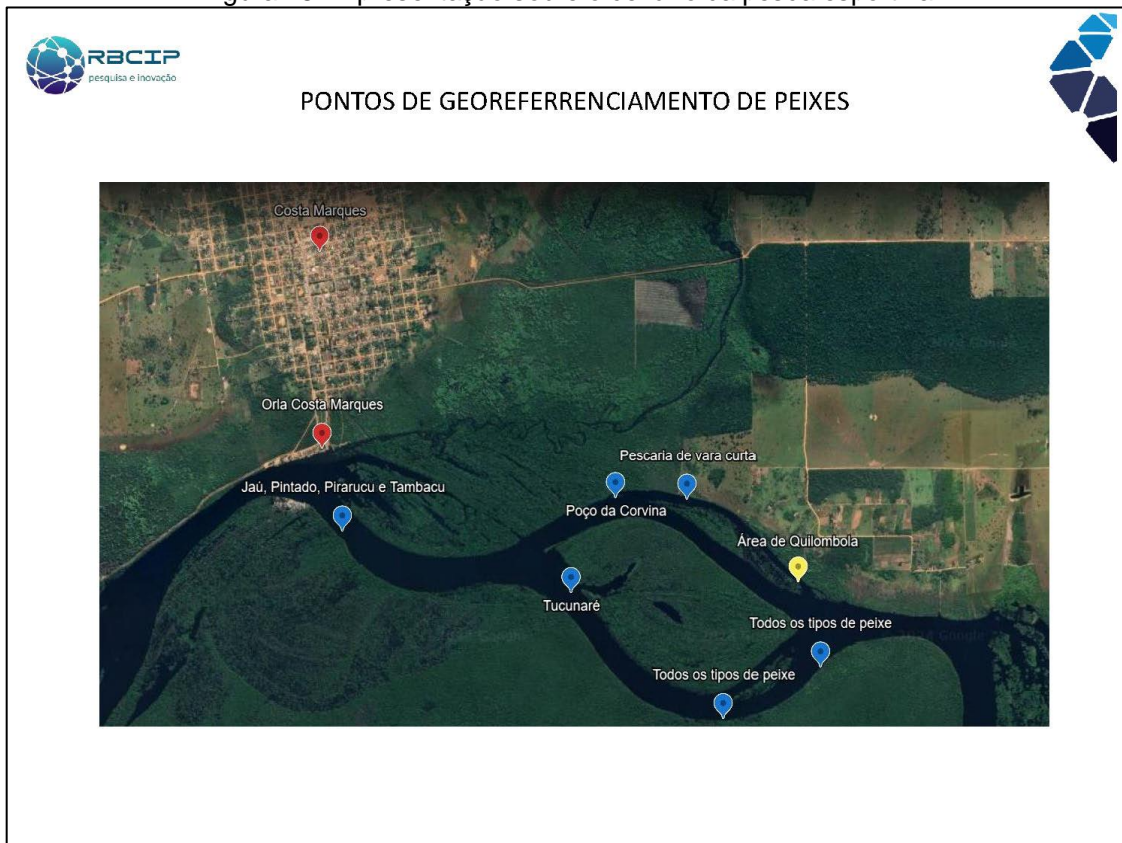 RBCIP
pesquisa e inovação
PONTOS DE GEOREFERRENCIAMENTO DE PEIXES
Costa Marques
Orla Costa Marques
Jaú, Pintado, Pirarucu e Tambacu
Pescaria de vara curta
Poço da Corvina
Área de Quilombola
Tucunaré
Todos os tipos de peixe
Todos os tipos de peixe